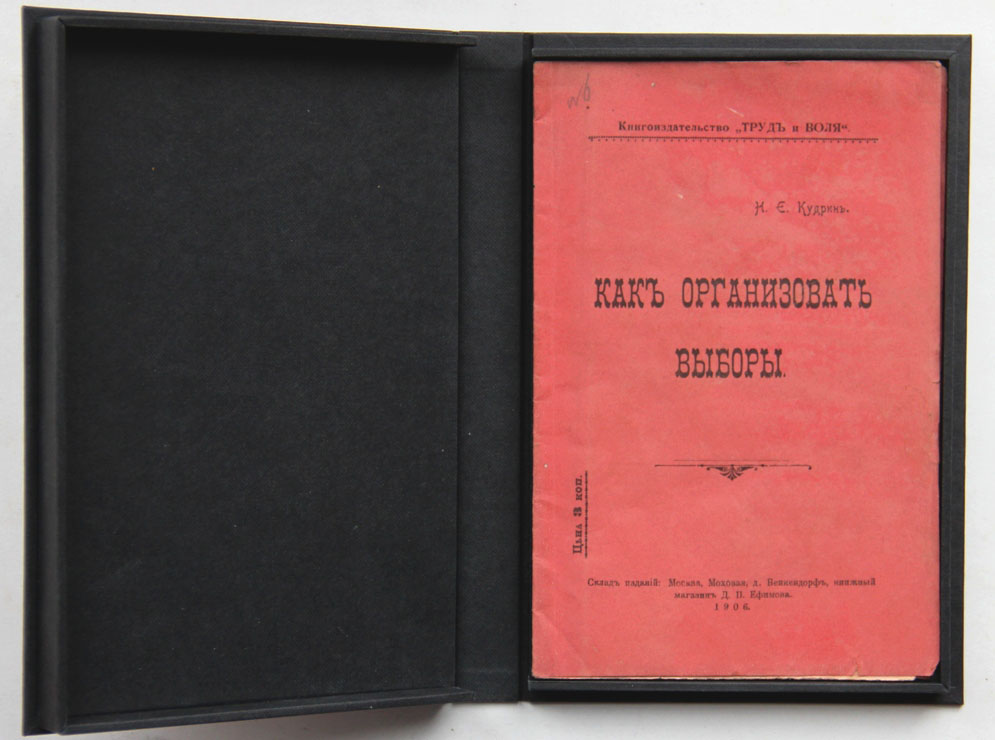 Книгоиздательство „ТРУДЪ и ВОЛЯ“.
Н. Е. Кудринъ.
КАКЪ ОРГАНИЗОВАТЬ
ВЫБОРЫ.
Цѣна 3 коп.
Складъ изданій: Москва, Моховая, д. Бенкендорфъ, книжный
магазинъ Д. П. Ефимова.
1906.